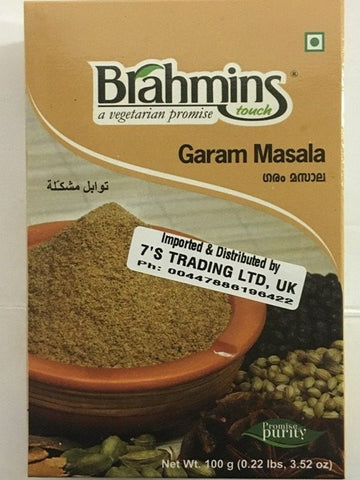 Brahmins®
touch
a vegetarian promise
Garam Masala
ഗരം മസാല
توابل مشكلة
Imported & Distributed by
7'S TRADING LTD, UK
Ph: 00447886196422
Promise
purity
Net Wt. 100 g (0.22 lbs, 3.52 oz)